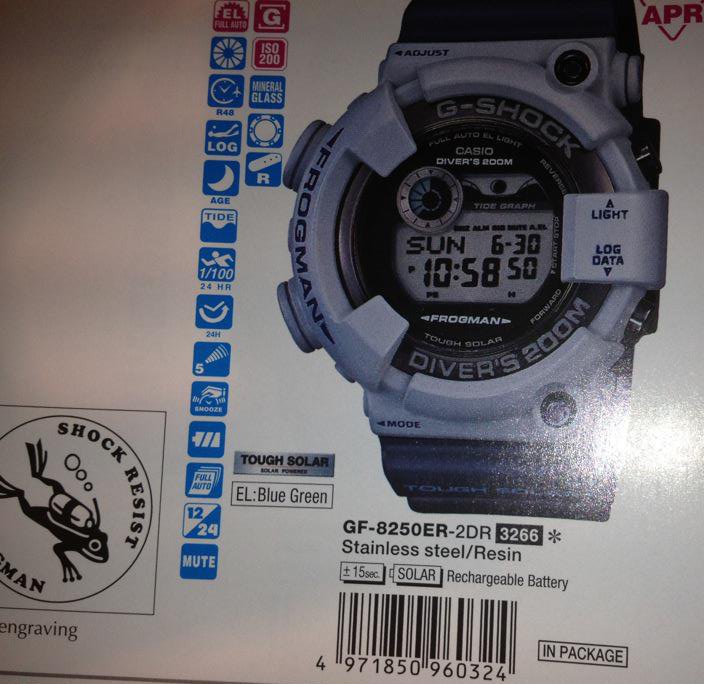 APR
EL
FULL AUTO
G
ISO
200
R48
MINERAL
GLASS
LOG
R
AGE
TIDE
1/100
24 HR
24H
5
SNOOZE
FULL
AUTO
12/24
MUTE
◄ADJUST
G-SHOCK
FULL AUTO EL LIGHT
CASIO
DIVER'S 200M
REVERSE
TIDE GRAPH
SUN 6-30
P 10:58 50
START STOP
FORWARD
◄FROGMAN►
TOUGH SOLAR
DIVER'S 200M
◄FROGMAN►
▲
LIGHT
LOG
DATA
▼
◄MODE
TOUGH SOLAR
SHOCK RESIST
MAN
engraving
TOUGH SOLAR
SOLAR POWERED
EL:Blue Green
GF-8250ER-2DR 3266 *
Stainless steel/Resin
±15sec. SOLAR Rechargeable Battery
4 971850 960324
IN PACKAGE